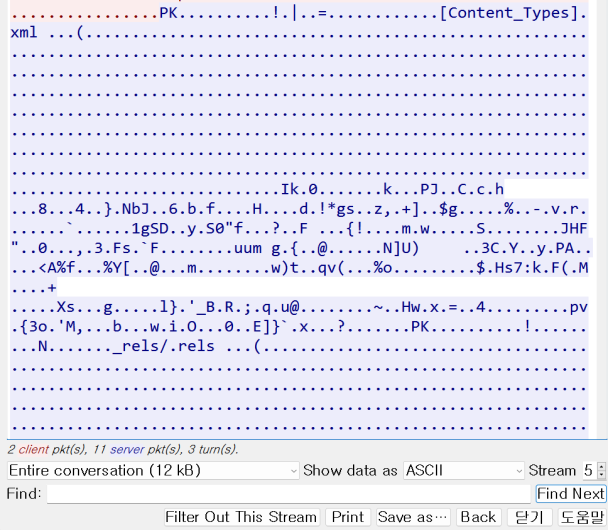 ................PK..........!.|..=............[Content_Types].
xml ...(.......................................................
................................................................
................................................................
................................................................
................................................................
................................................................
................................................................
................................................................
..............................Ik.0.......k...PJ..C.c.h
...8...4..}.NbJ..6.b.f....H....d.!*gs..z,.+]..$g......%..-.v.r.
......`......1gSD..y.S0"f...?..F ...{!....m.w.....S........JHF
"..0...,.3.Fs.`F........uum g.{..@......N]U)     ..3C.Y..y.PA..
...<A%f...%Y[..@...m.........w)t..qv(...%o.........$.Hs7:k.F(.M
....+
.....Xs...g.....l}.'_B.R.;.q.u@........~..Hw.x.=..4.........pv
.{3o.'M,...b...w.i.O...0..E]}`.x...?.......PK..........!......
...N......._rels/.rels ...(....................................
................................................................
................................................................
................................................................
................................................................
2 client pkt(s), 11 server pkt(s), 3 turn(s).
Entire conversation (12 kB) Show data as ASCII Stream 5
Find: Find Next
Filter Out This Stream Print Save as… Back 닫기 도움말